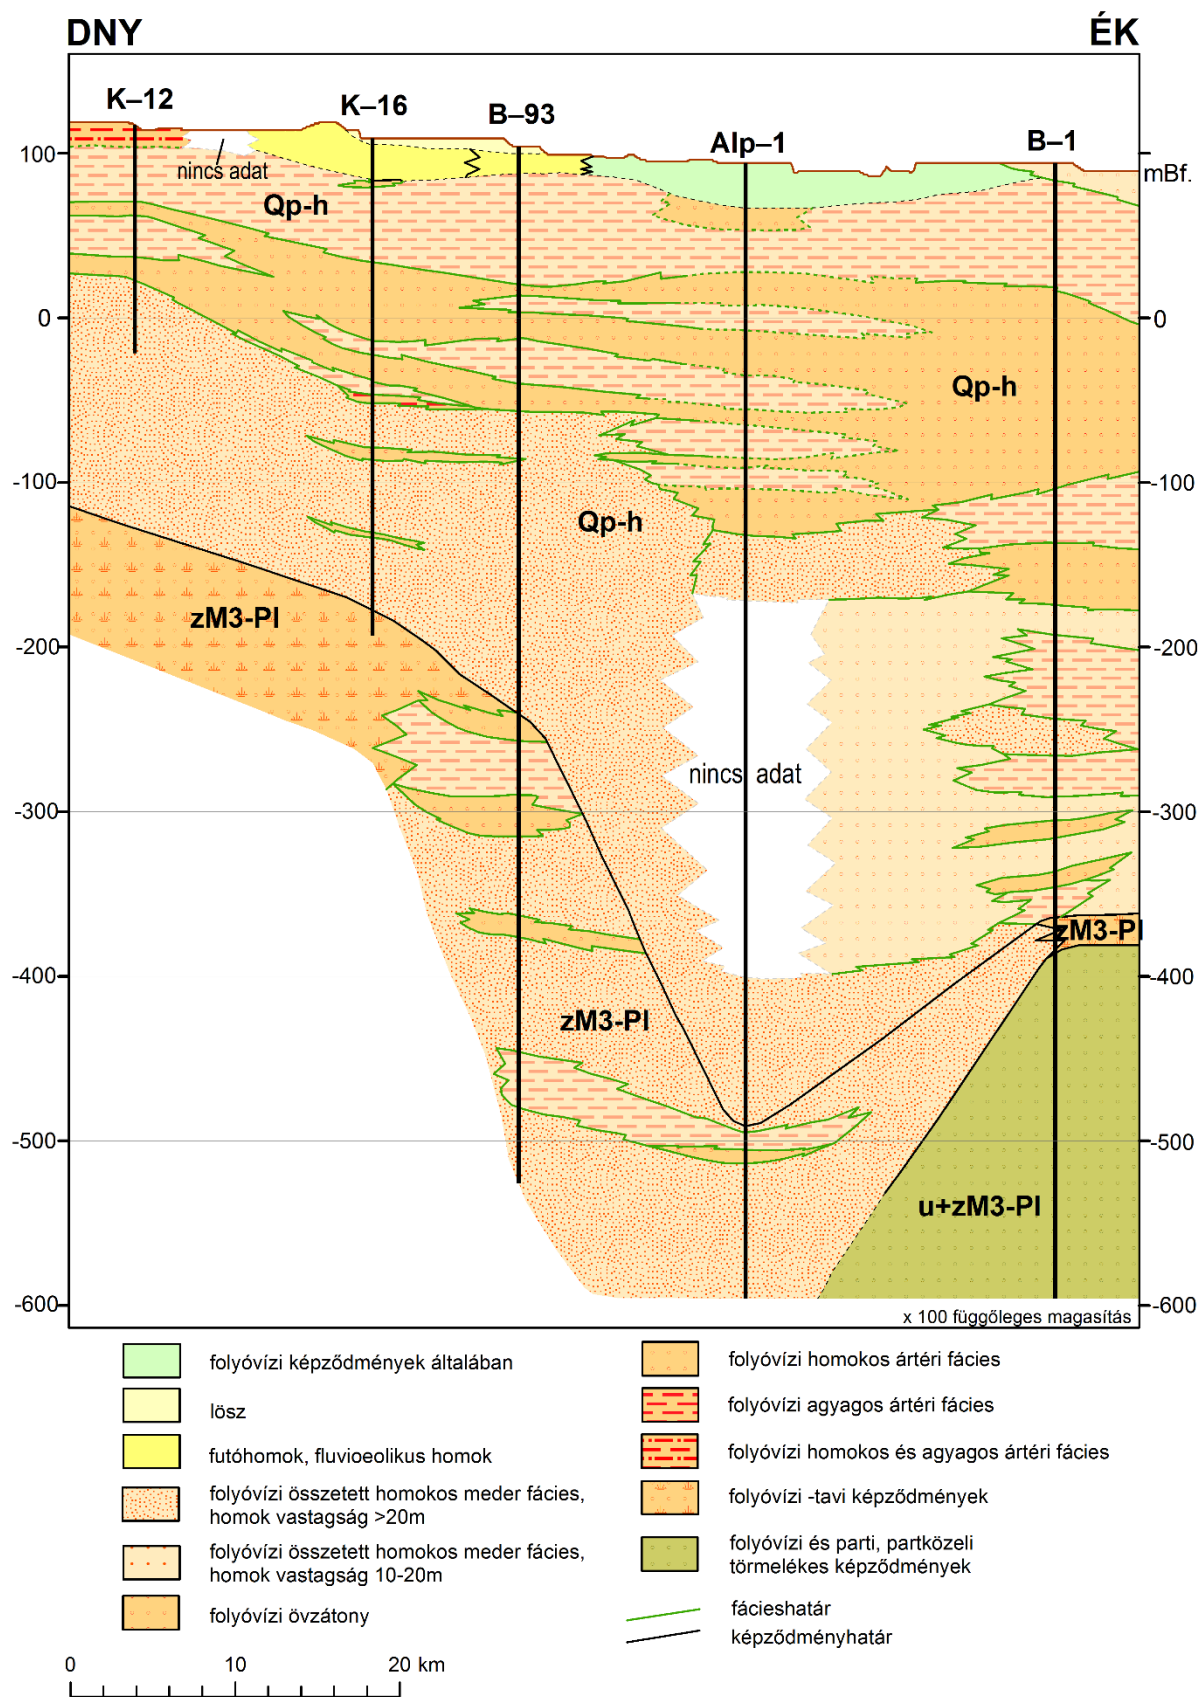 DNY
ÉK
K–12
K–16
B–93
Alp–1
B–1
100
mBf.
nincs adat
Qp-h
0
0
Qp-h
-100
-100
Qp-h
zM3-Pl
-200
-200
nincs adat
-300
-300
zM3-Pl
-400
-400
zM3-Pl
-500
-500
u+zM3-Pl
-600
-600
x 100 függőleges magasítás
folyóvízi képződmények általában
lösz
futóhomok, fluvioeolikus homok
folyóvízi összetett homokos meder fácies,
homok vastagság >20m
folyóvízi összetett homokos meder fácies,
homok vastagság 10-20m
folyóvízi övzátony
folyóvízi homokos ártéri fácies
folyóvízi agyagos ártéri fácies
folyóvízi homokos és agyagos ártéri fácies
folyóvízi -tavi képződmények
folyóvízi és parti, partközeli
törmelékes képződmények
fácieshatár
képződményhatár
0 10 20 km